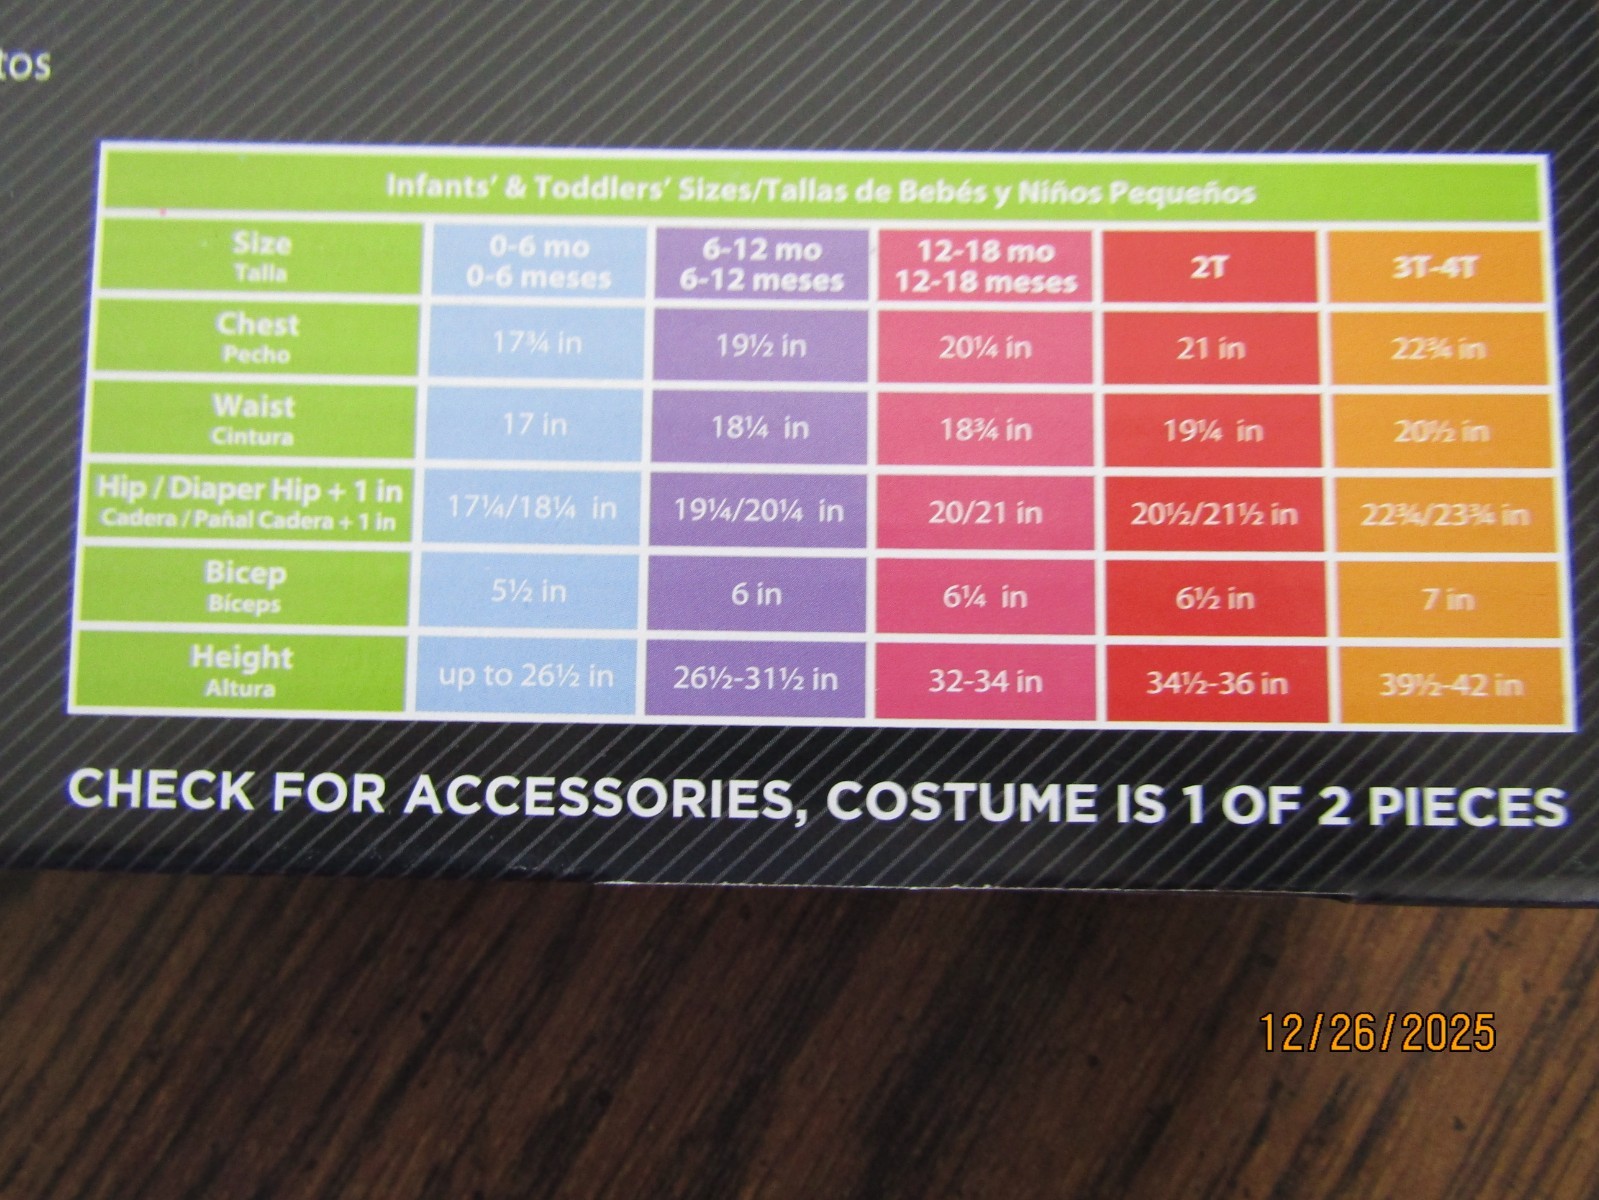 tos
Infants’ & Toddlers’ Sizes/Tallas de Bebés y Niños Pequeños
Size
Talla
0-6 mo
0-6 meses
6-12 mo
6-12 meses
12-18 mo
12-18 meses
2T
3T-4T
Chest
Pecho
17¾ in
19½ in
20¼ in
21 in
22¾ in
Waist
Cintura
17 in
18¼ in
18¾ in
19¼ in
20½ in
Hip / Diaper Hip + 1 in
Cadera / Pañal Cadera + 1 in
17¼/18¼ in
19¼/20¼ in
20/21 in
20½/21½ in
22¾/23¾ in
Bicep
Bíceps
5½ in
6 in
6¼ in
6½ in
7 in
Height
Altura
up to 26½ in
26½-31½ in
32-34 in
34½-36 in
39½-42 in
CHECK FOR ACCESSORIES, COSTUME IS 1 OF 2 PIECES
12/26/2025